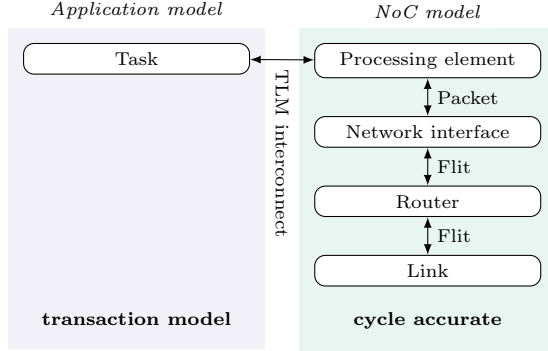 Application model
NoC model
Task
Processing element
TLM interconnect
Packet
Network interface
Flit
Router
Flit
Link
transaction model
cycle accurate